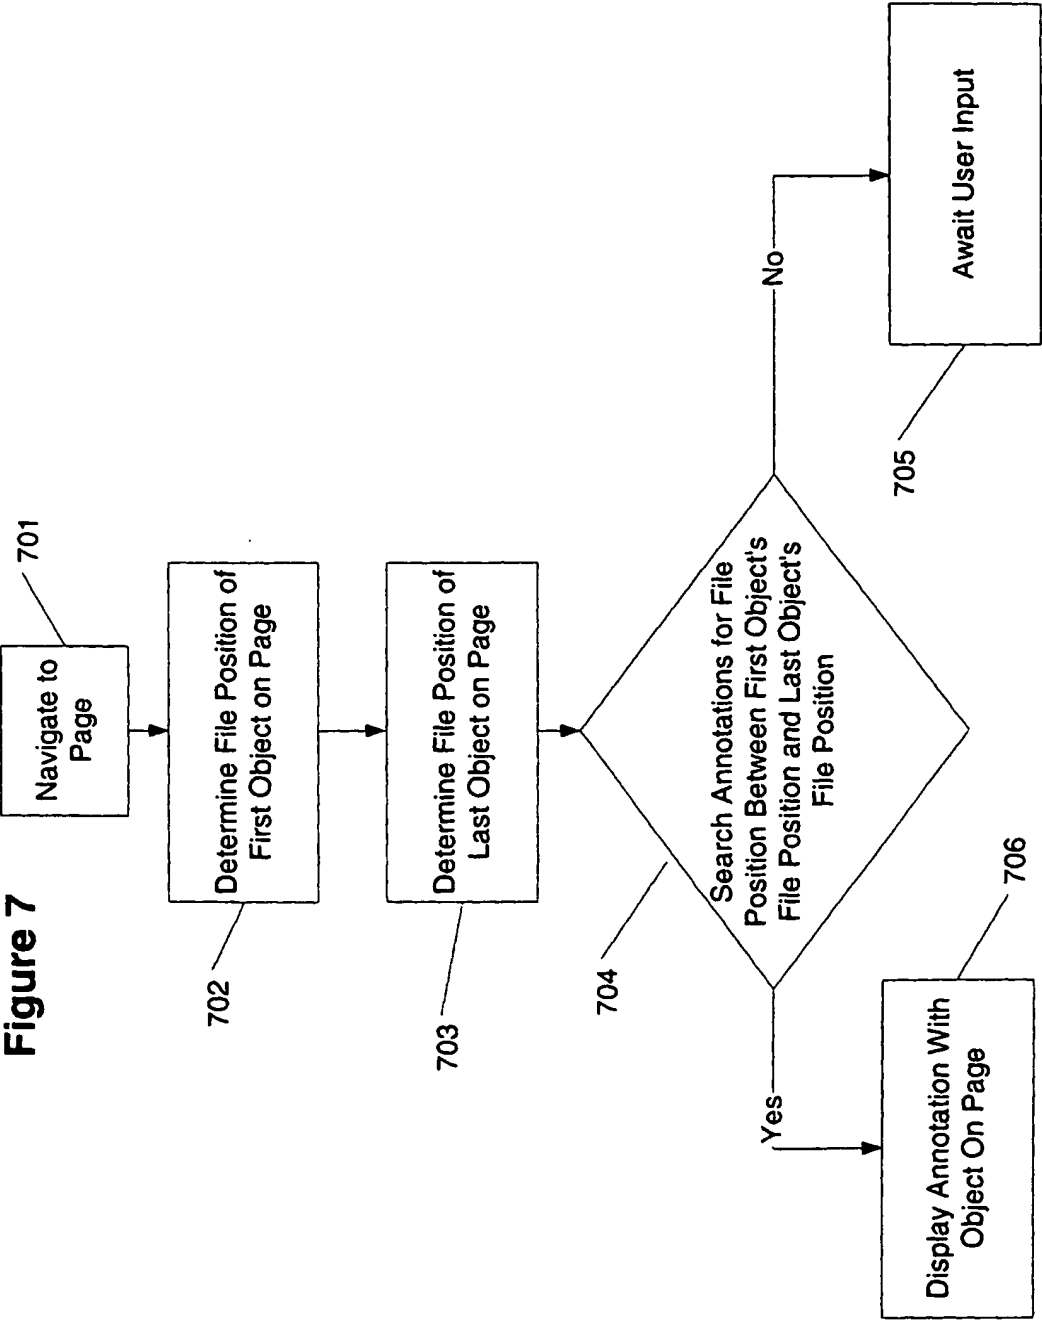 Figure 7
Navigate to
Page
701
Determine File Position of
First Object on Page
702
Determine File Position of
Last Object on Page
703
Search Annotations for File
Position Between First Object's
File Position and Last Object's
File Position
704
Yes
No
Display Annotation With
Object On Page
706
Await User Input
705